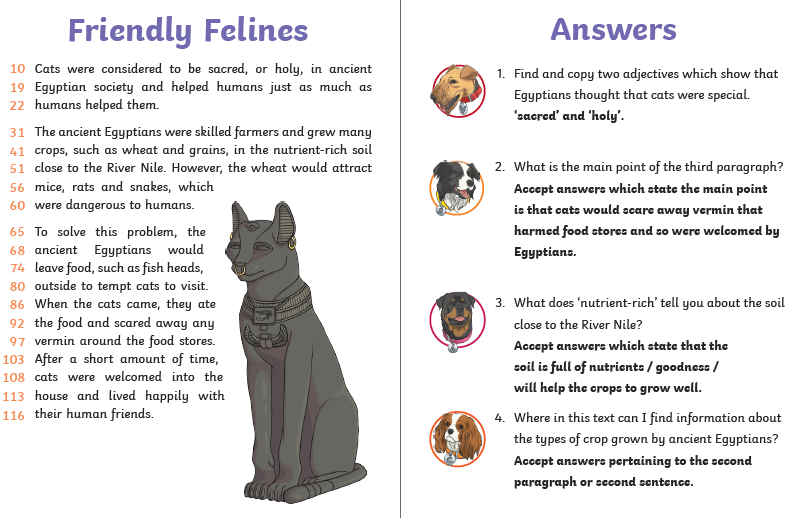 Friendly Felines
10 Cats were considered to be sacred, or holy, in ancient
19 Egyptian society and helped humans just as much as
22 humans helped them.
31 The ancient Egyptians were skilled farmers and grew many
41 crops, such as wheat and grains, in the nutrient-rich soil
51 close to the River Nile. However, the wheat would attract
56 mice, rats and snakes, which
60 were dangerous to humans.
65 To solve this problem, the
68 ancient Egyptians would
74 leave food, such as fish heads,
80 outside to tempt cats to visit.
86 When the cats came, they ate
92 the food and scared away any
97 vermin around the food stores.
103 After a short amount of time,
108 cats were welcomed into the
113 house and lived happily with
116 their human friends.
Answers
1. Find and copy two adjectives which show that
Egyptians thought that cats were special.
‘sacred’ and ‘holy’.
2. What is the main point of the third paragraph?
Accept answers which state the main point
is that cats would scare away vermin that
harmed food stores and so were welcomed by
Egyptians.
3. What does ‘nutrient-rich’ tell you about the soil
close to the River Nile?
Accept answers which state that the
soil is full of nutrients / goodness /
will help the crops to grow well.
4. Where in this text can I find information about
the types of crop grown by ancient Egyptians?
Accept answers pertaining to the second
paragraph or second sentence.